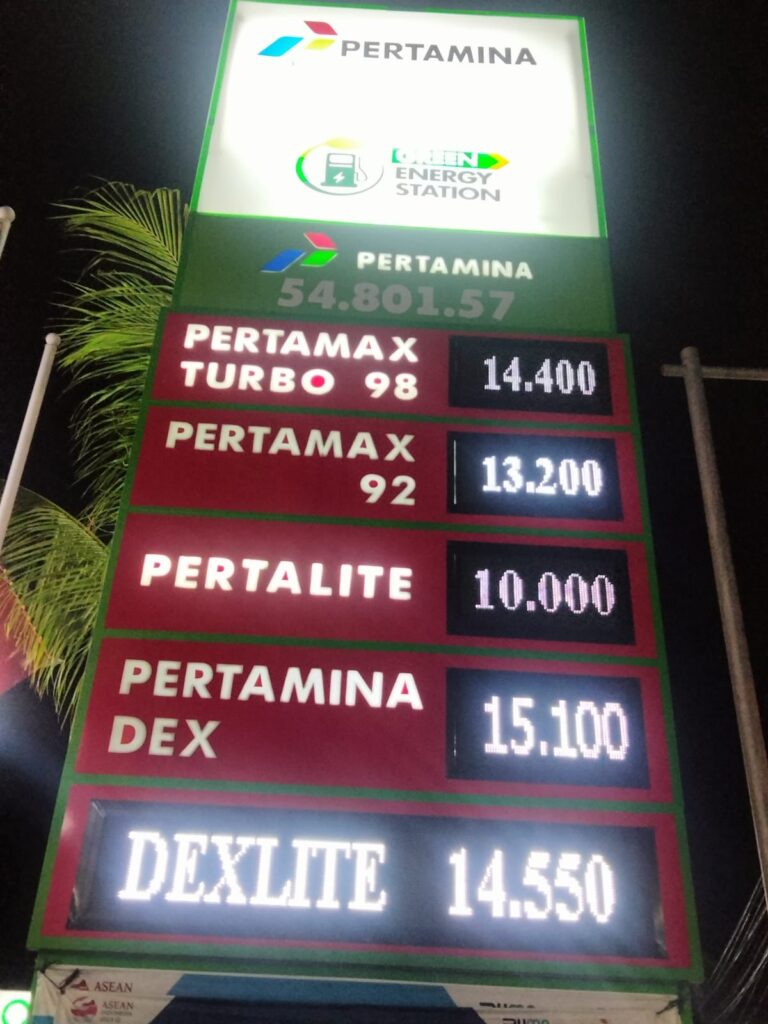 PERTAMINA
GREEN
ENERGY
STATION
PERTAMINA
54.801.57
PERTAMAX
TURBO 98
14.400
PERTAMAX
92
13.200
PERTALITE
10.000
PERTAMINA
DEX
15.100
DEXLITE 14.550
ASEAN
ASEAN